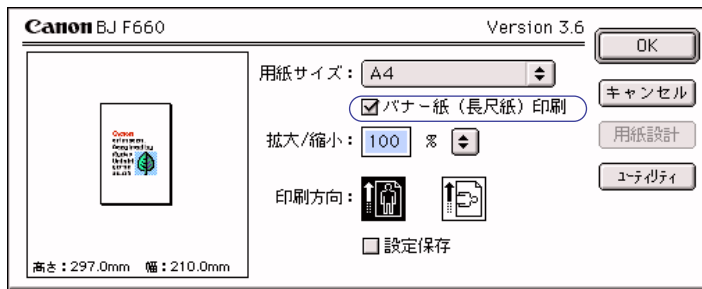 Canon BJ F660
Version 3.6
用紙サイズ： A4
バナー紙（長尺紙）印刷
拡大/縮小： 100 %
印刷方向：
設定保存
高さ：297.0mm 幅：210.0mm
OK
キャンセル
用紙設計
ユーティリティ
Canon